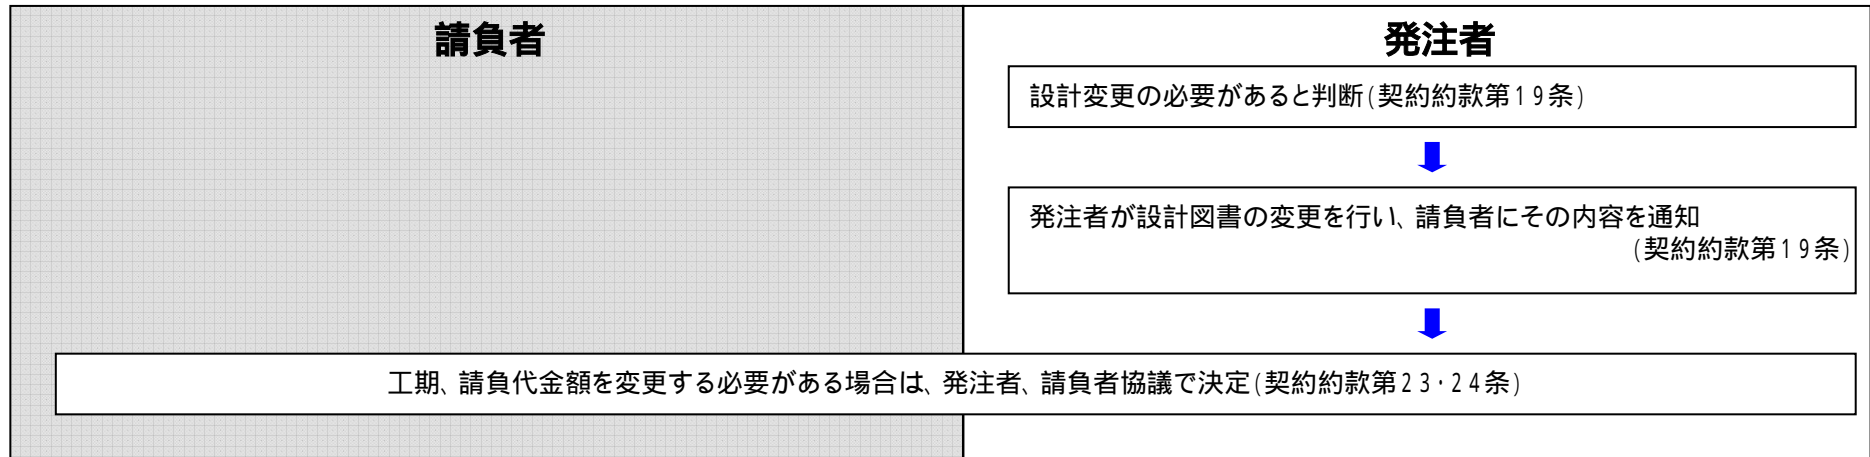 請負者
発注者
設計変更の必要があると判断(契約約款第19条)
発注者が設計図書の変更を行い、請負者にその内容を通知
(契約約款第19条)
工期、請負代金額を変更する必要がある場合は、発注者、請負者協議で決定(契約約款第23・24条)